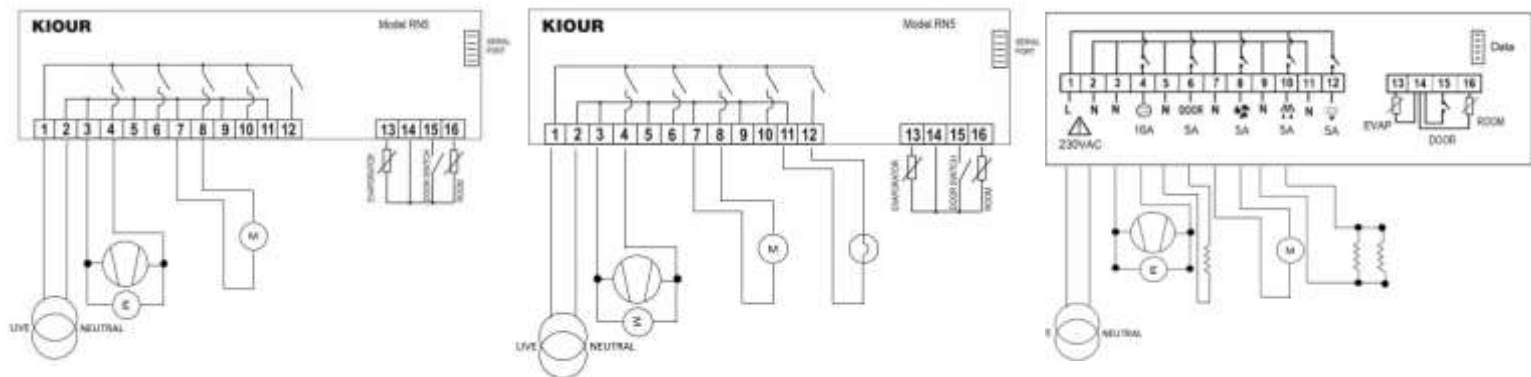 KIOUR
Model RN5
SERIAL
PORT
1 2 3 4 5 6 7 8 9 10 11 12
13 14 15 16
EVAPORATOR
DOOR SWITCH
ROOM
M
M
LIVE
NEUTRAL
KIOUR
Model RN5
SERIAL
PORT
1 2 3 4 5 6 7 8 9 10 11 12
13 14 15 16
EVAPORATOR
DOOR SWITCH
ROOM
M
M
LIVE
NEUTRAL
Data
1 2 3 4 5 6 7 8 9 10 11 12
13 14 15 16
L N N N DOOR N N N
16A 5A 5A 5A 5A
230VAC
EVAP
ROOM
DOOR
E
M
E
NEUTRAL